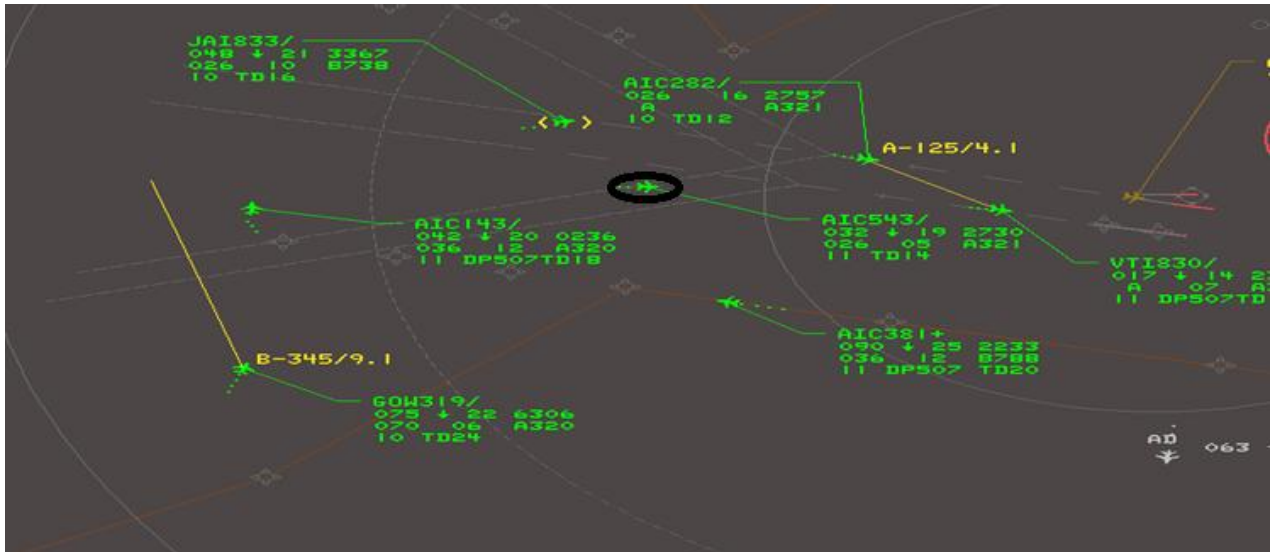 JAI833/
048 ↓ 21 3367
026 10 B738
10 TD16
AIC282/
026 16 2757
A A321
10 TD12
A-125/4.1
AIC143/
042 ↓ 20 0236
036 12 A320
11 DP507TD18
AIC543/
032 ↓ 19 2730
026 05 A321
11 TD14
VTI830/
017 ↓ 14
A 07
11 DP507TD
AIC381+
090 ↓ 25 2233
036 12 B788
11 DP507 TD20
B-345/9.1
GOW319/
075 ↓ 22 6306
070 06 A320
10 TD24
AD 063